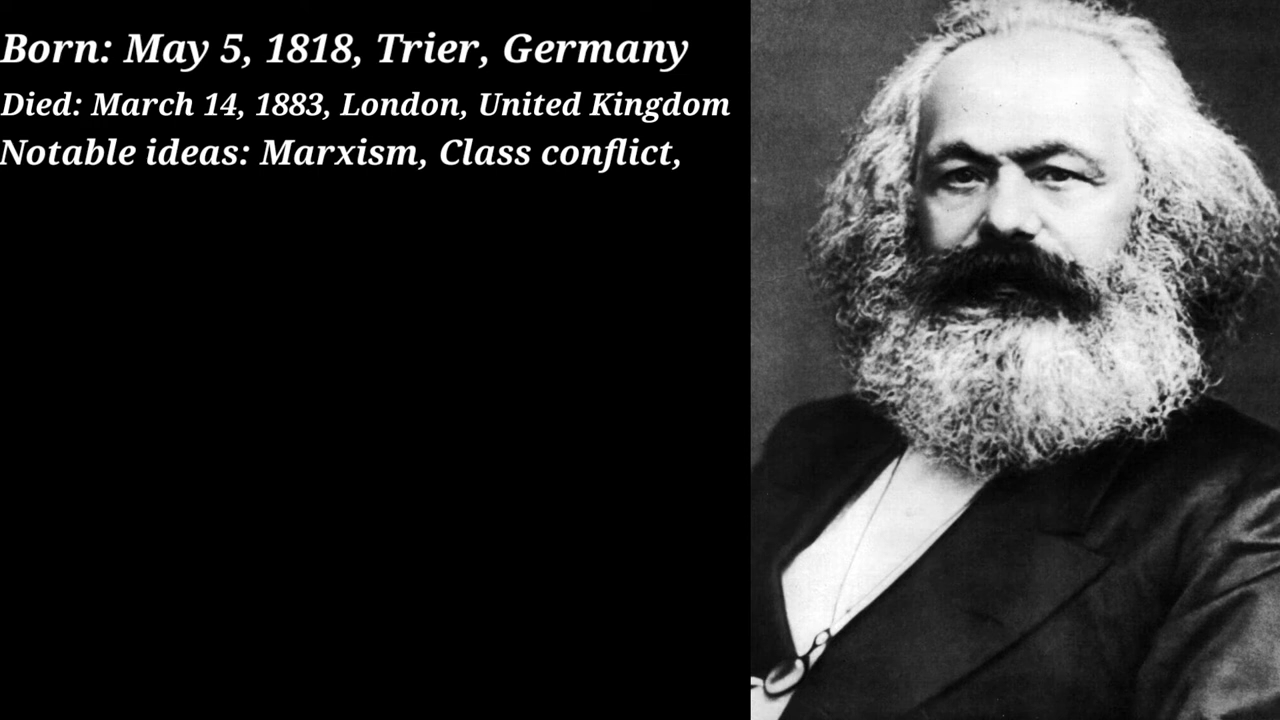 Born: May 5, 1818, Trier, Germany
Died: March 14, 1883, London, United Kingdom
Notable ideas: Marxism, Class conflict,